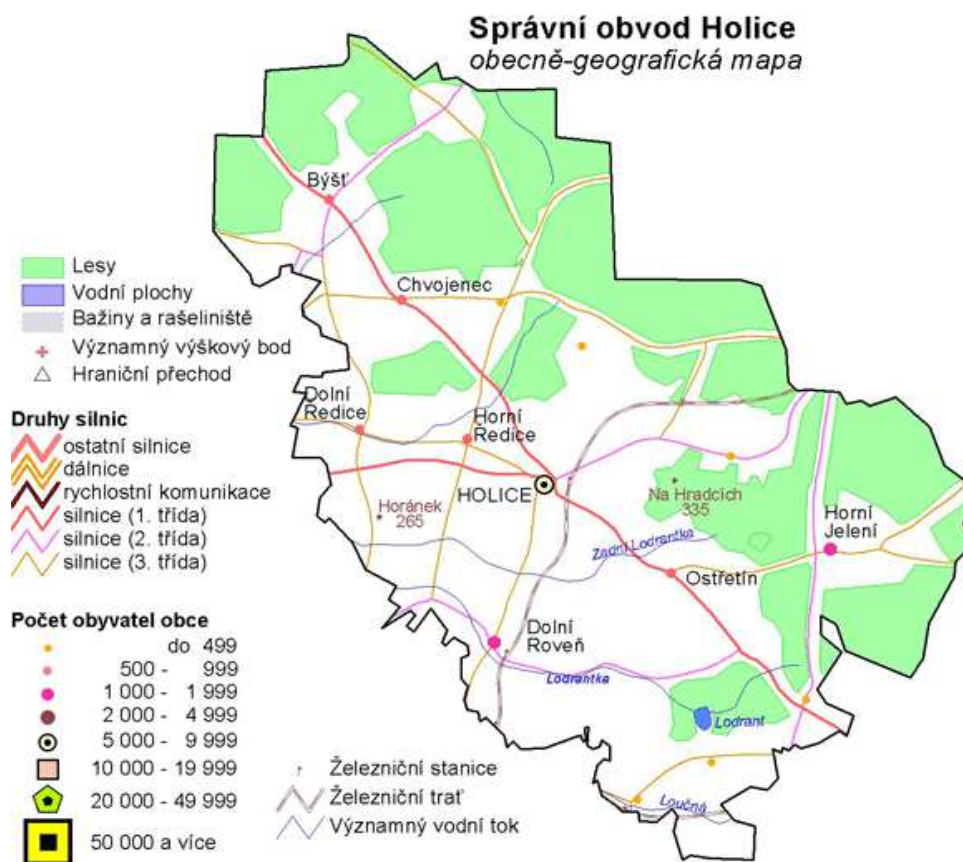 Správní obvod Holice
obecně-geografická mapa
Býšť
Lesy
Vodní plochy
Bažiny a rašeliniště
Významný výškový bod
Hraniční přechod
Chvojenec
Dolní
Ředice
Horní
Ředice
Druhy silnic
ostatní silnice
dálnice
rychlostní komunikace
silnice (1. třída)
silnice (2. třída)
silnice (3. třída)
HOLICE
Horánek
265
Na Hradcích
335
Horní
Jelení
Zadní Lodrantka
Ostřetín
Počet obyvatel obce
do 499
500 - 999
1 000 - 1 999
2 000 - 4 999
5 000 - 9 999
10 000 - 19 999
20 000 - 49 999
50 000 a více
Dolní
Roveň
Lodrantka
Lodrant
Loučná
Železniční stanice
Železniční trať
Významný vodní tok